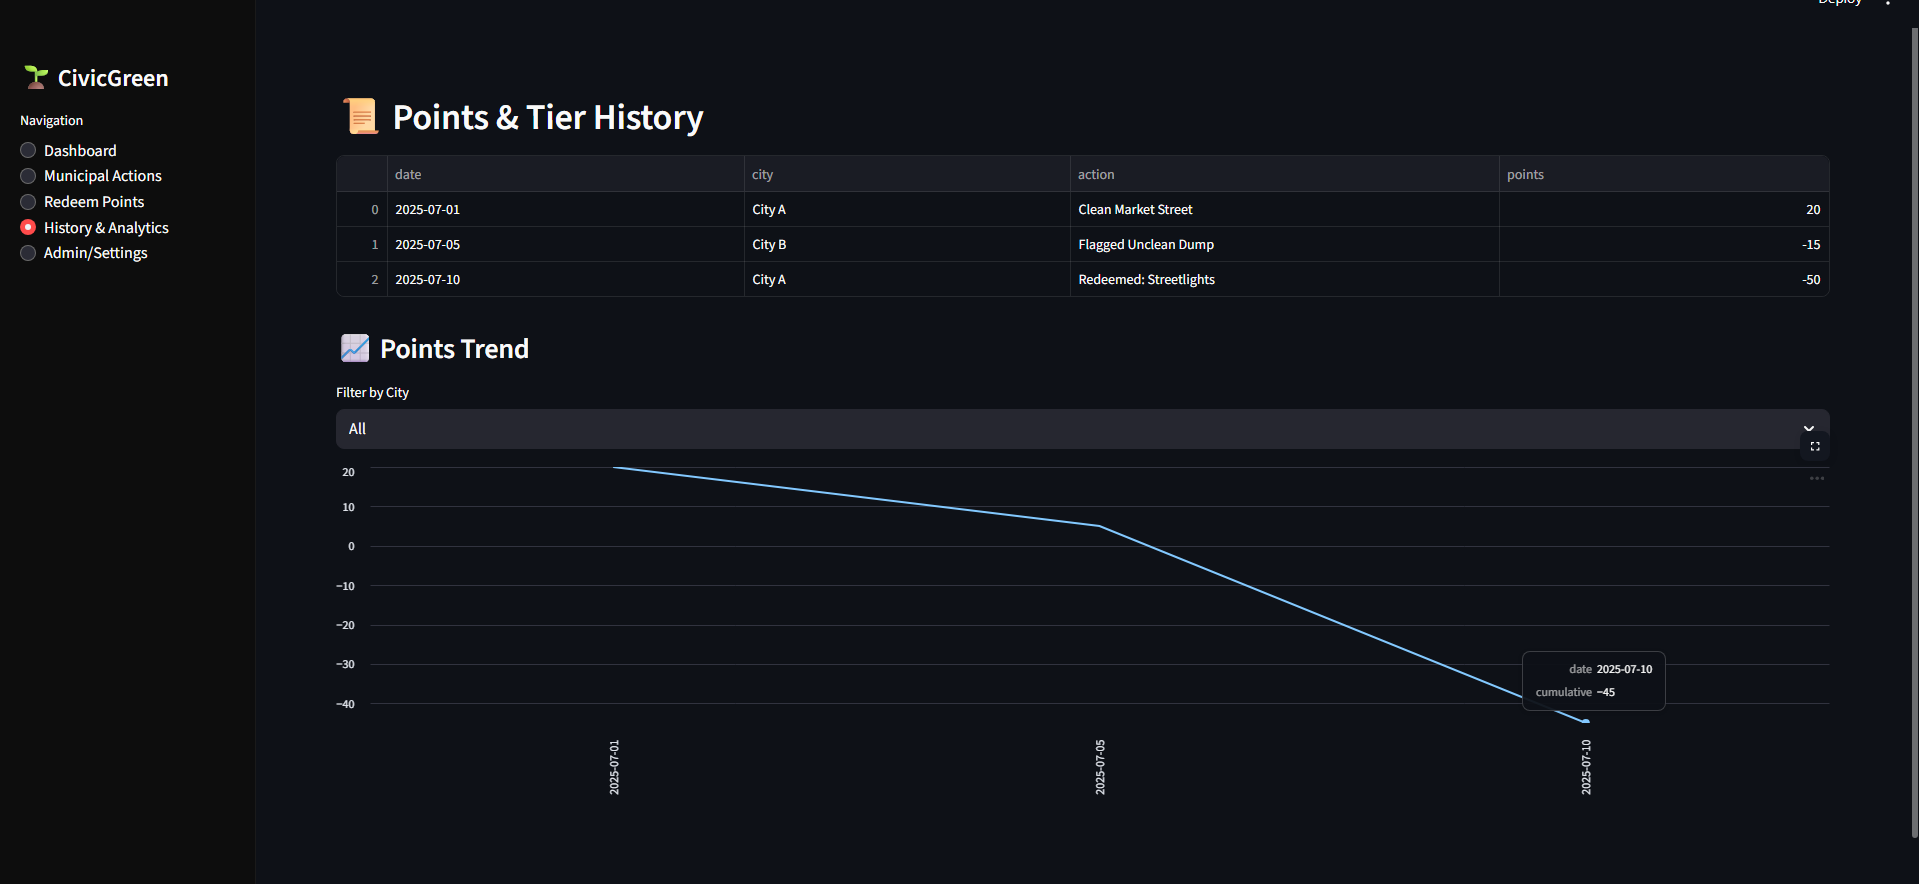 Deploy
CivicGreen
Navigation
Dashboard
Municipal Actions
Redeem Points
History & Analytics
Admin/Settings
Points & Tier History
date city action points
0 2025-07-01 City A Clean Market Street 20
1 2025-07-05 City B Flagged Unclean Dump -15
2 2025-07-10 City A Redeemed: Streetlights -50
Points Trend
Filter by City
All
20
10
0
−10
−20
−30
−40
date 2025-07-10
cumulative −45
2025-07-01
2025-07-05
2025-07-10